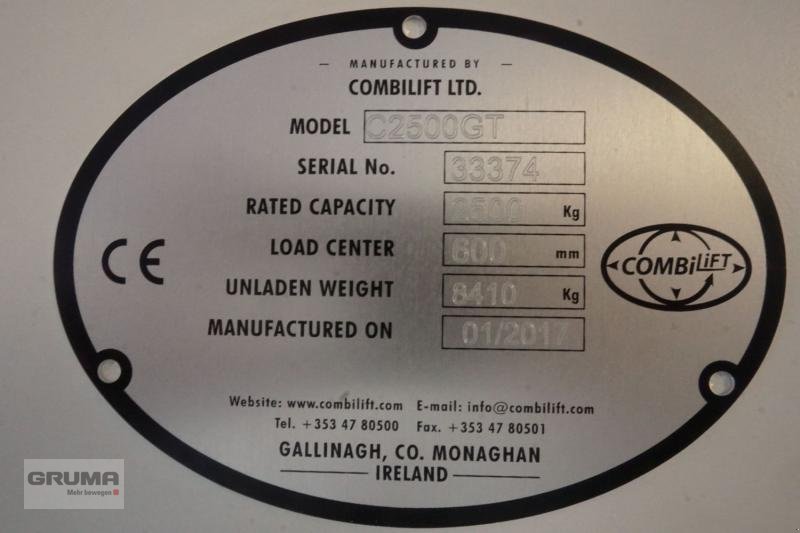 — MANUFACTURED BY —
COMBILIFT LTD.
MODEL C2500GT
SERIAL No. 33374
RATED CAPACITY 2500 Kg
LOAD CENTER 600 mm
UNLADEN WEIGHT 8410 Kg
MANUFACTURED ON 01/2017
CE
COMBiLiFT
Website: www.combilift.com E-mail: info@combilift.com
Tel. +353 47 80500 Fax. +353 47 80501
GALLINAGH, CO. MONAGHAN
IRELAND
GRUMA
Mehr bewegen